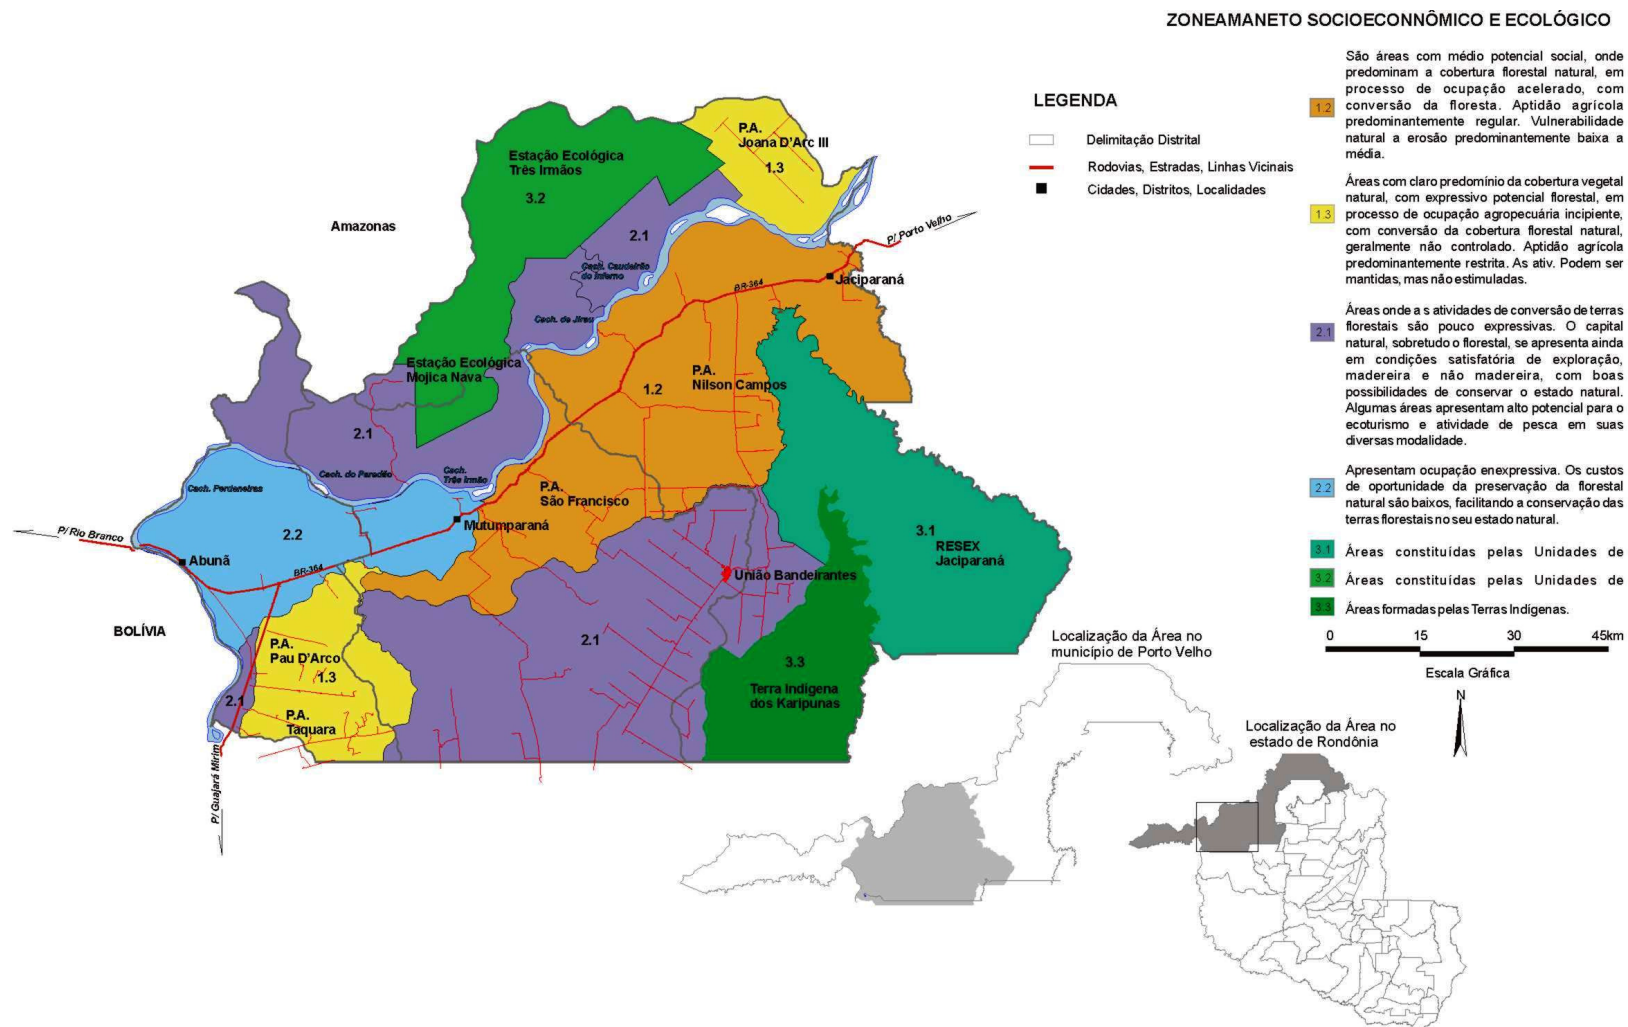 ZONEAMANETO SOCIOECONNÔMICO E ECOLÓGICO
LEGENDA
Delimitação Distrital
Rodovias, Estradas, Linhas Vicinais
Cidades, Distritos, Localidades
1.2
São áreas com médio potencial social, onde
predominam a cobertura florestal natural, em
processo de ocupação acelerado, com
conversão da floresta. Aptidão agrícola
predominantemente regular. Vulnerabilidade
natural a erosão predominantemente baixa a
média.
1.3
Áreas com claro predomínio da cobertura vegetal
natural, com expressivo potencial florestal, em
processo de ocupação agropecuária incipiente,
com conversão da cobertura florestal natural,
geralmente não controlado. Aptidão agrícola
predominantemente restrita. As ativ. Podem ser
mantidas, mas não estimuladas.
2.1
Áreas onde a s atividades de conversão de terras
florestais são pouco expressivas. O capital
natural, sobretudo o florestal, se apresenta ainda
em condições satisfatória de exploração,
madereira e não madereira, com boas
possibilidades de conservar o estado natural.
Algumas áreas apresentam alto potencial para o
ecoturismo e atividade de pesca em suas
diversas modalidade.
2.2
Apresentam ocupação enexpressiva. Os custos
de oportunidade da preservação da florestal
natural são baixos, facilitando a conservação das
terras florestais no seu estado natural.
3.1
Áreas constituídas pelas Unidades de
3.2
Áreas constituídas pelas Unidades de
3.3
Áreas formadas pelas Terras Indígenas.
0 15 30 45km
Escala Gráfica
N
P.A.
Joana D'Arc III
1.3
Estação Ecológica
Três Irmãos
3.2
Amazonas
2.1
P/ Porto Velho
Cach. Caudeirão
do Inferno
Jaciparaná
BR-364
Cach. de Jirau
Estação Ecológica
Mojica Nava
P.A.
Nilson Campos
1.2
2.1
Cach. do Paredão
Cach.
Três Irmão
Cach. Perdeneiras
P.A.
São Francisco
Mutumparaná
2.2
P/ Rio Branco
Abunã
BR-364
3.1
RESEX
Jaciparaná
União Bandeirantes
BOLÍVIA
P.A.
Pau D'Arco
1.3
2.1
3.3
Terra Indígena
dos Karipunas
2.1
P.A.
Taquara
P/ Guajará Mirim
Localização da Área no
município de Porto Velho
Localização da Área no
estado de Rondônia